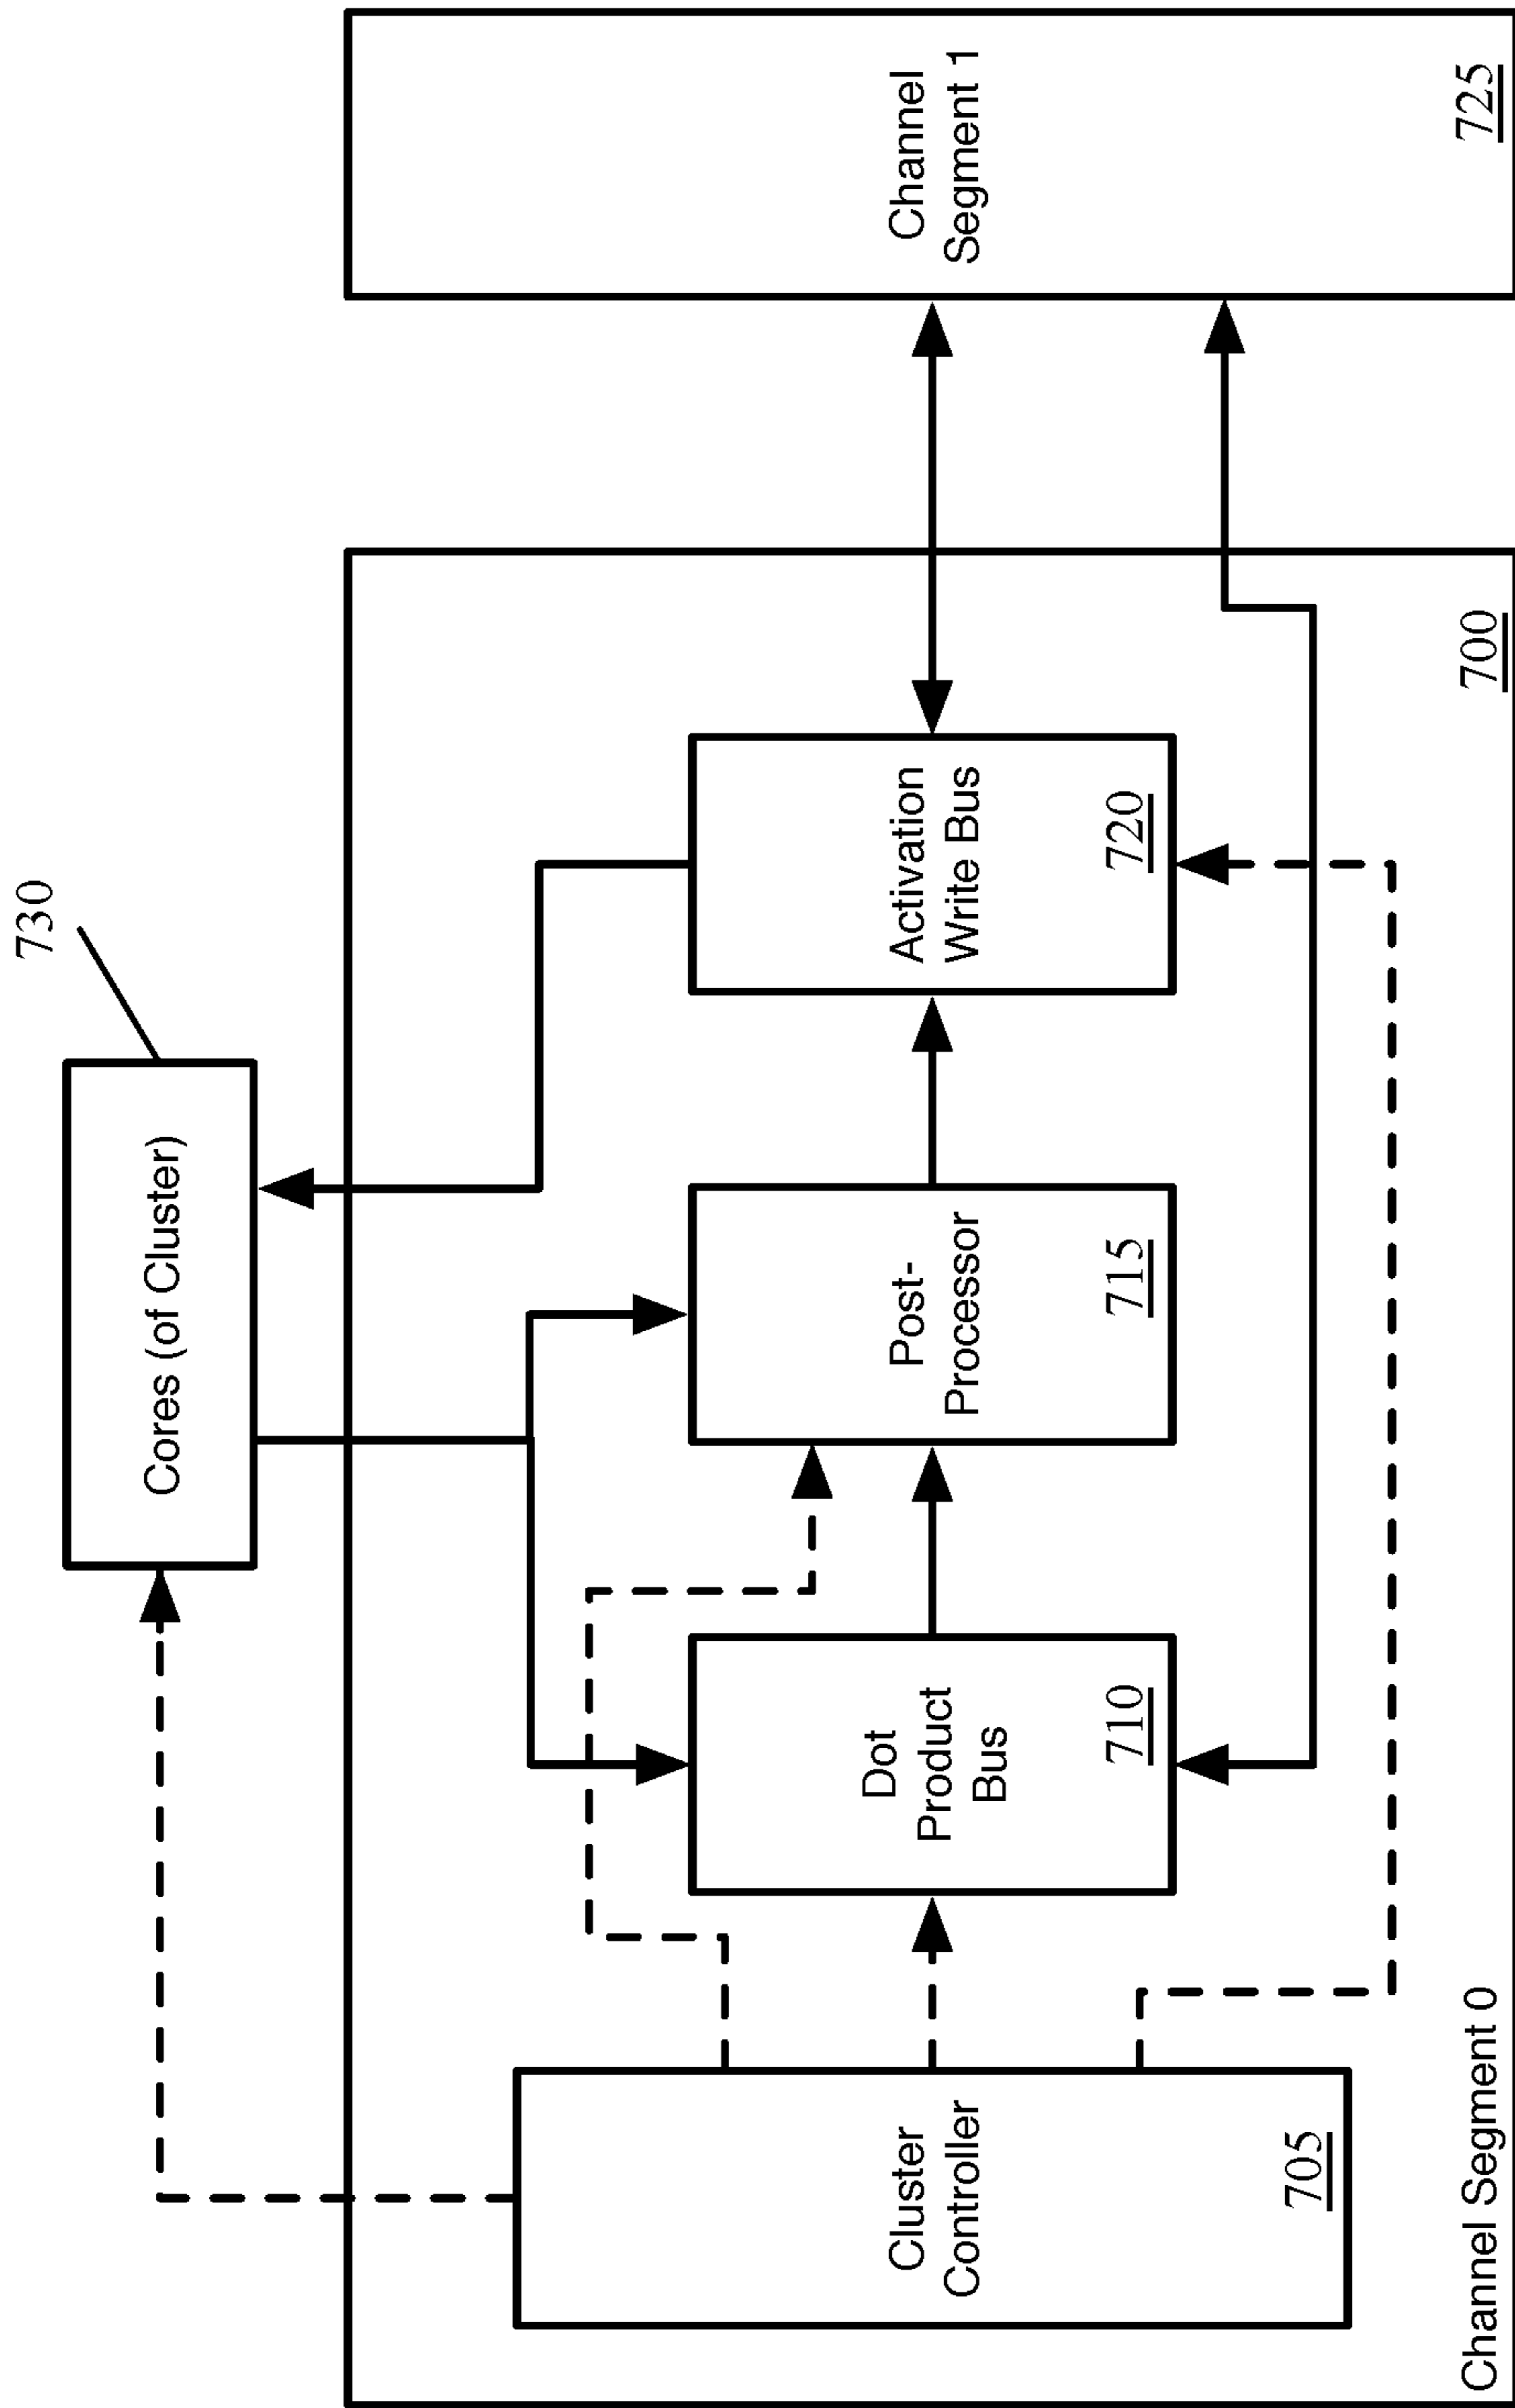 730
Cores (of Cluster)
Cluster
Controller
705
Dot
Product
Bus
710
Post-
Processor
715
Activation
Write Bus
720
Channel
Segment 1
725
Channel Segment 0
700